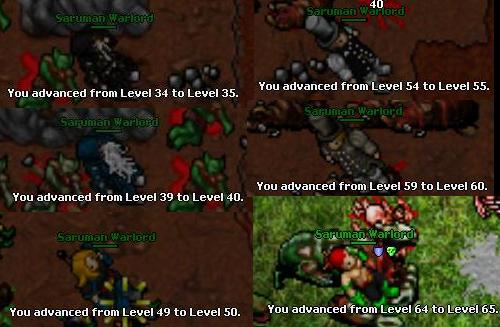 Saruman Warlord
You advanced from Level 34 to Level 35.
40
Saruman Warlord
You advanced from Level 54 to Level 55.
Saruman Warlord
You advanced from Level 39 to Level 40.
Saruman Warlord
You advanced from Level 59 to Level 60.
Saruman Warlord
You advanced from Level 49 to Level 50.
Saruman Warlord
You advanced from Level 64 to Level 65.